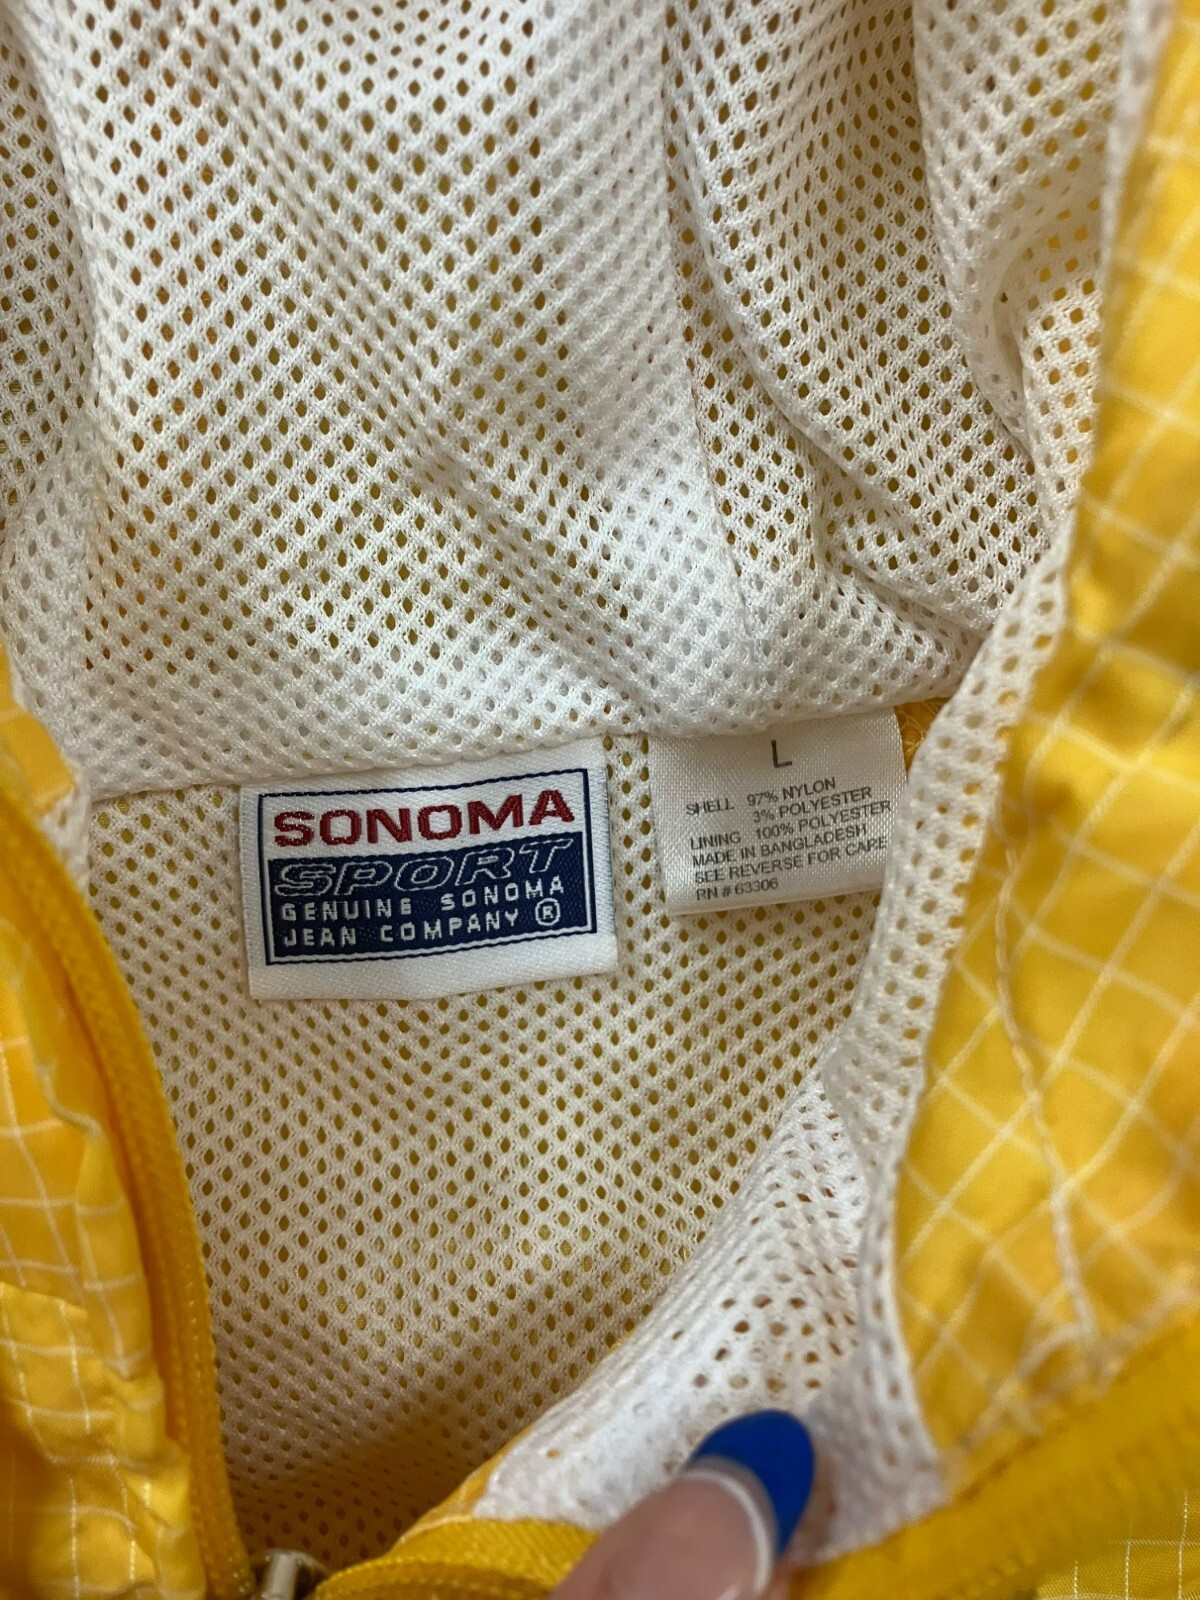 SONOMA
SPORT
GENUINE SONOMA
JEAN COMPANY ®
L
SHELL 97% NYLON
3% POLYESTER
LINING 100% POLYESTER
MADE IN BANGLADESH
SEE REVERSE FOR CARE
RN # 63306